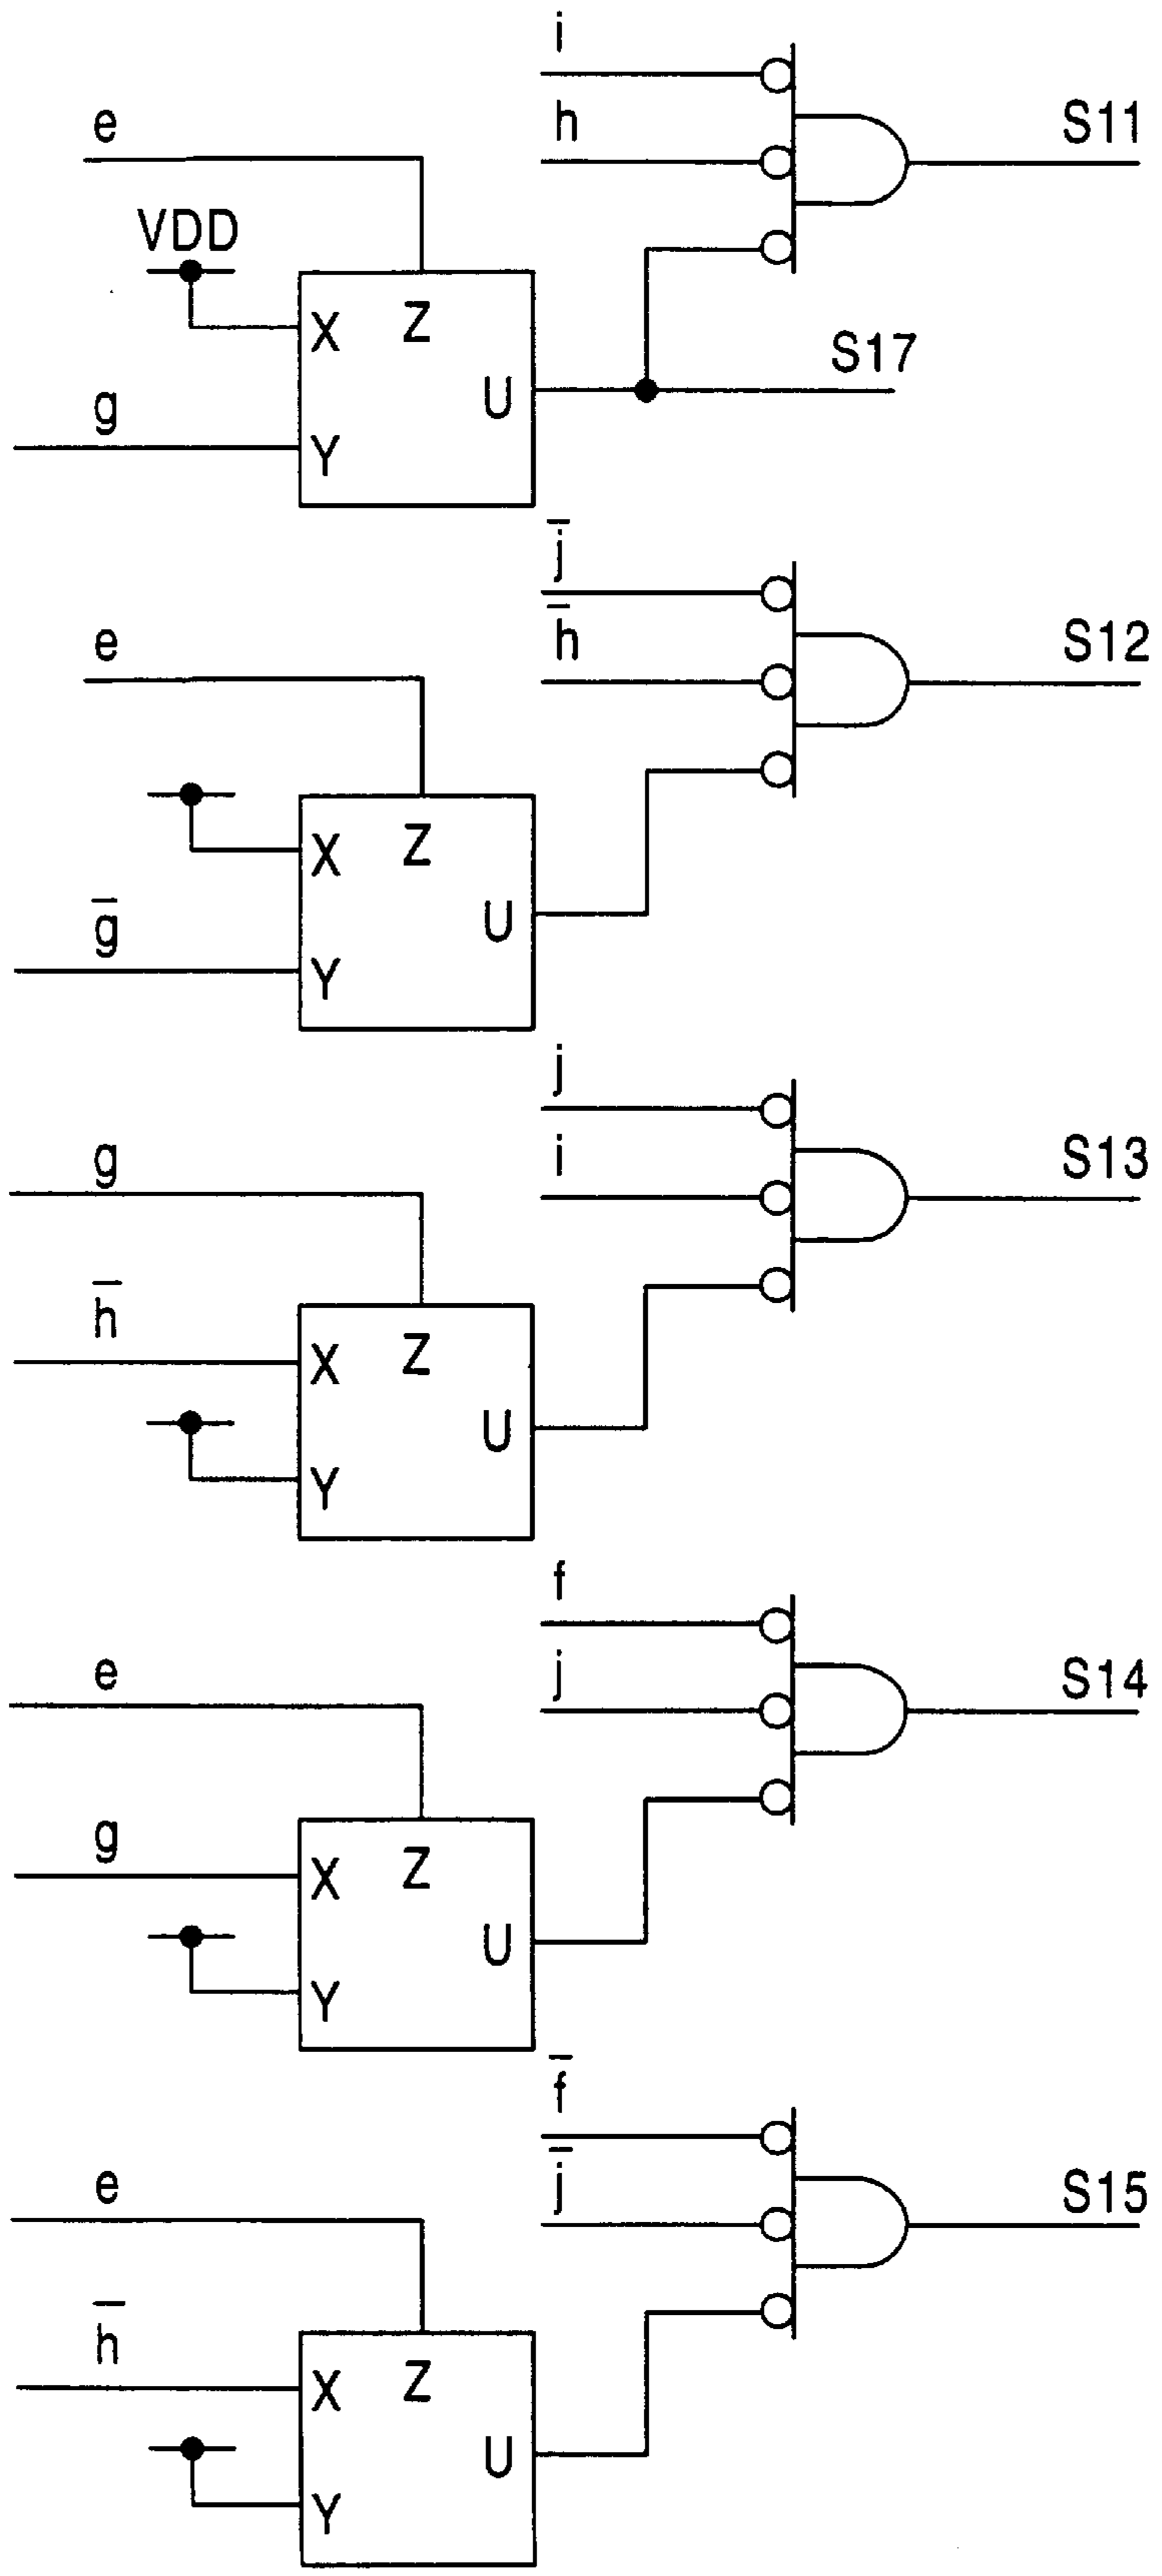 i
e
h
S11
VDD
X
Z
S17
g
U
Y
j̅
e
h̅
S12
X
Z
g̅
U
Y
j
g
i
S13
h̅
X
Z
U
Y
f
e
j
S14
g
X
Z
U
Y
f̅
e
j̅
S15
h̅
X
Z
U
Y